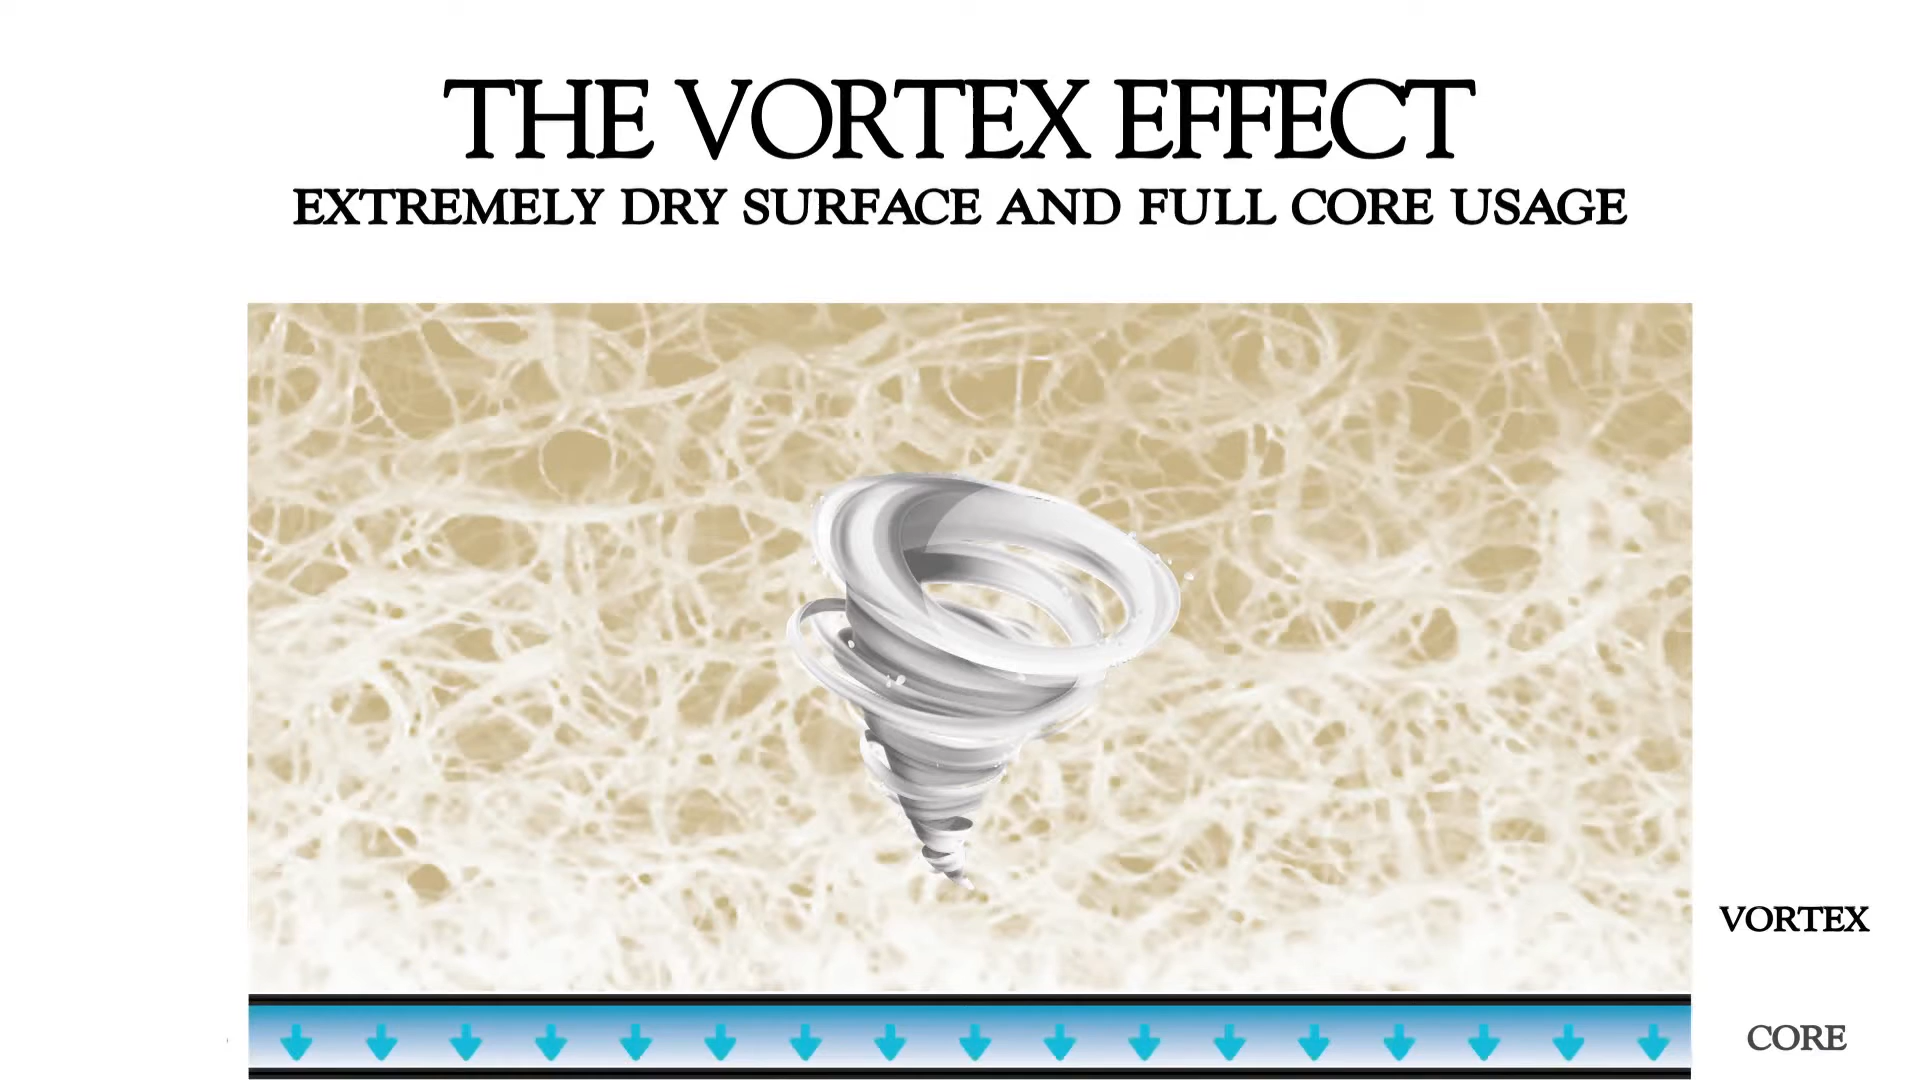 THE VORTEX EFFECT
EXTREMELY DRY SURFACE AND FULL CORE USAGE
VORTEX
CORE